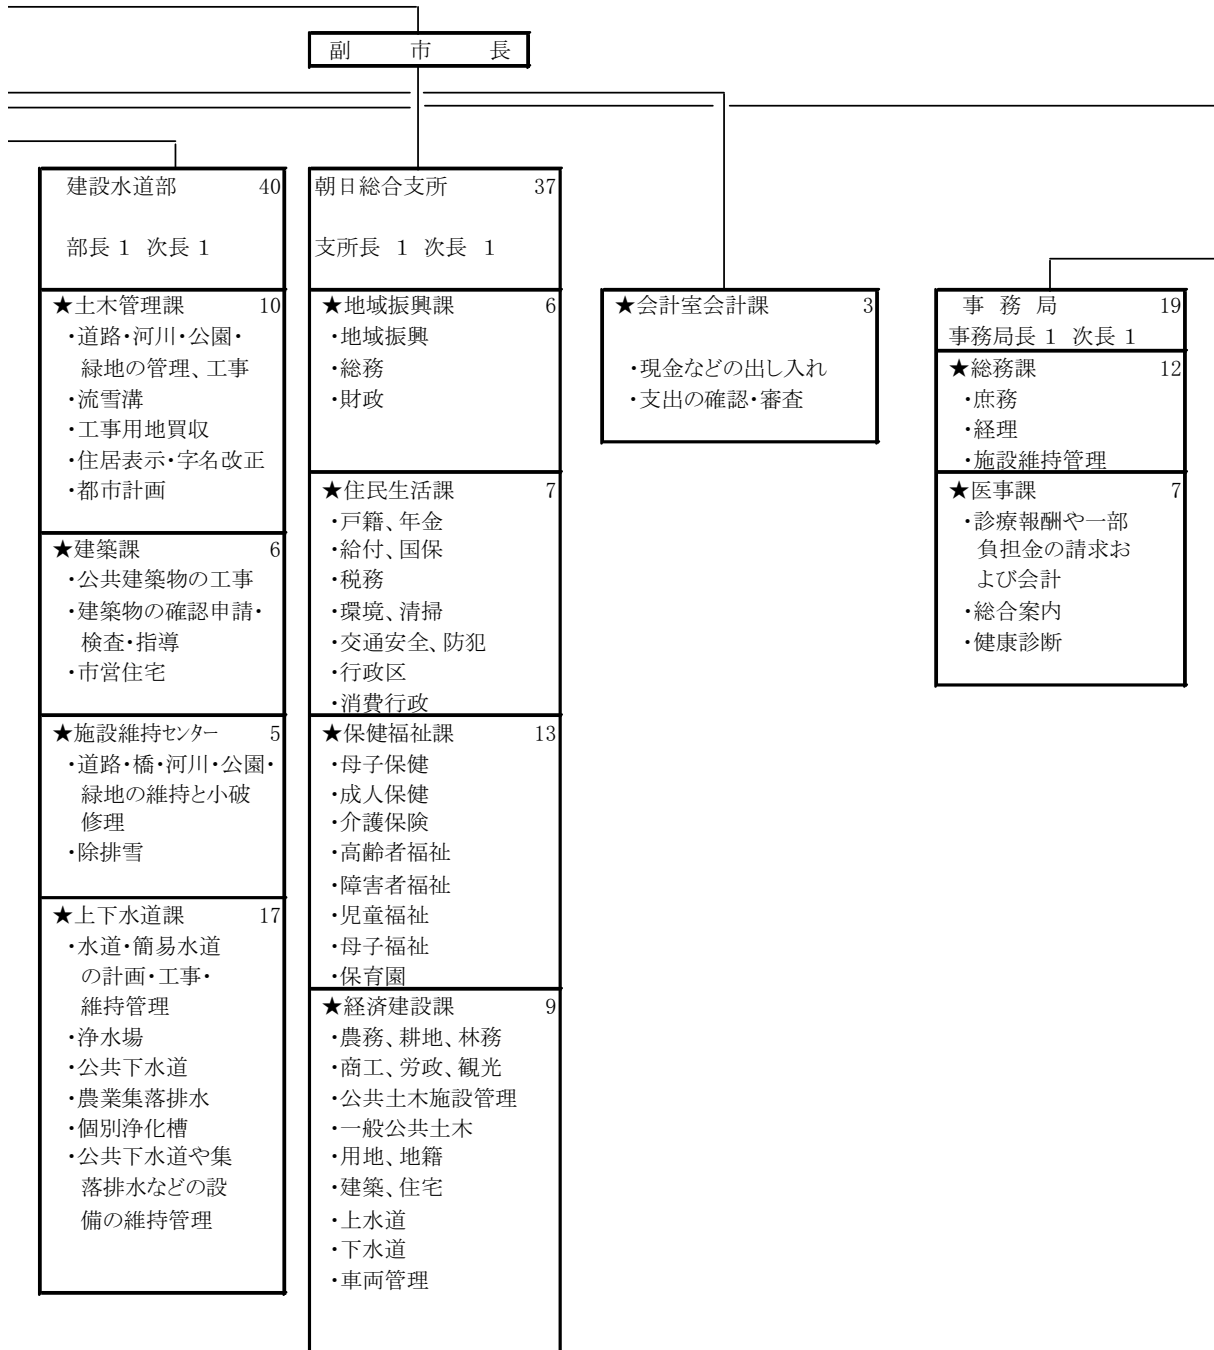 副 市 長
建設水道部 40
部長 1 次長 1
★土木管理課 10
・道路・河川・公園・
緑地の管理、工事
・流雪溝
・工事用地買収
・住居表示・字名改正
・都市計画
★建築課 6
・公共建築物の工事
・建築物の確認申請・
検査・指導
・市営住宅
★施設維持センター 5
・道路・橋・河川・公園・
緑地の維持と小破
修理
・除排雪
★上下水道課 17
・水道・簡易水道
の計画・工事・
維持管理
・浄水場
・公共下水道
・農業集落排水
・個別浄化槽
・公共下水道や集
落排水などの設
備の維持管理
朝日総合支所 37
支所長 1 次長 1
★地域振興課 6
・地域振興
・総務
・財政
★住民生活課 7
・戸籍、年金
・給付、国保
・税務
・環境、清掃
・交通安全、防犯
・行政区
・消費行政
★保健福祉課 13
・母子保健
・成人保健
・介護保険
・高齢者福祉
・障害者福祉
・児童福祉
・母子福祉
・保育園
★経済建設課 9
・農務、耕地、林務
・商工、労政、観光
・公共土木施設管理
・一般公共土木
・用地、地籍
・建築、住宅
・上水道
・下水道
・車両管理
★会計室会計課 3
・現金などの出し入れ
・支出の確認・審査
事 務 局 19
事務局長 1 次長 1
★総務課 12
・庶務
・経理
・施設維持管理
★医事課 7
・診療報酬や一部
負担金の請求お
よび会計
・総合案内
・健康診断